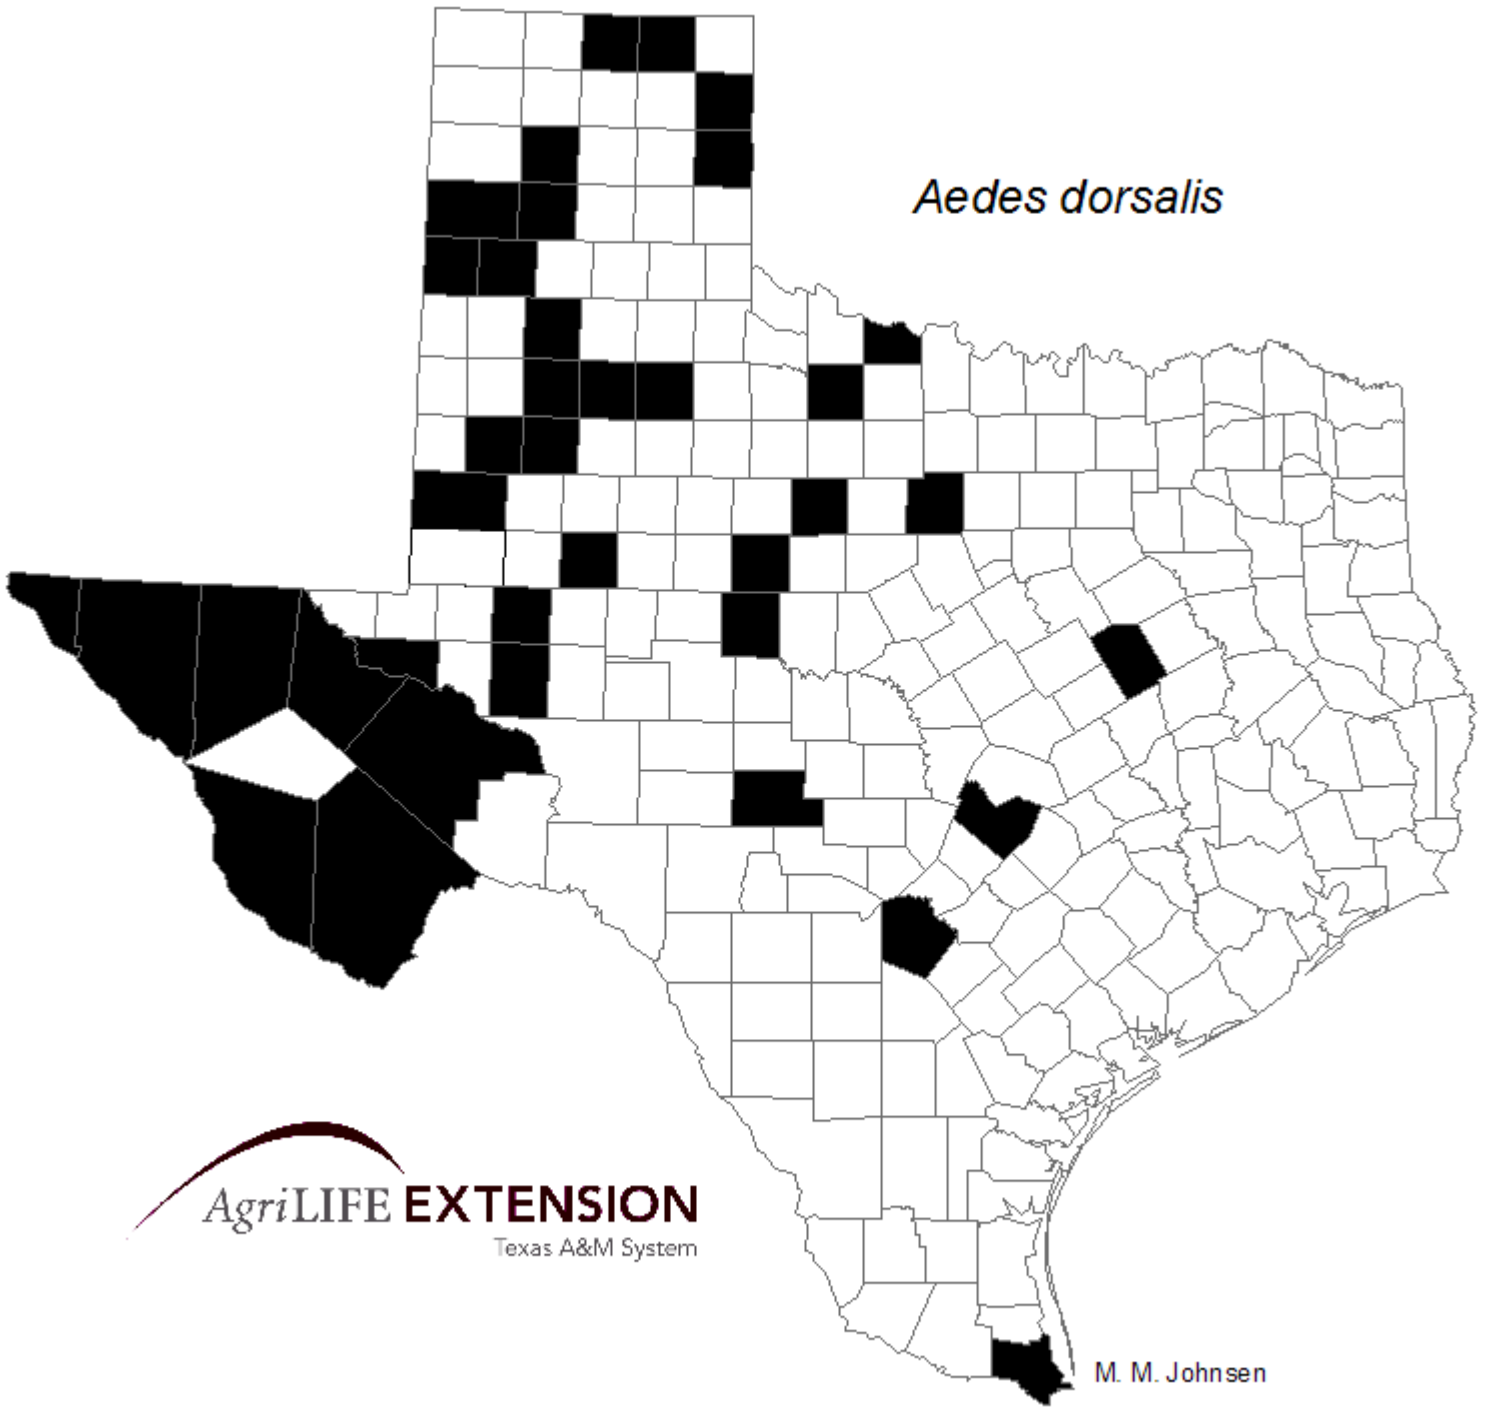 Aedes dorsalis
AgriLIFE EXTENSION
Texas A&M System
M. M. Johnsen